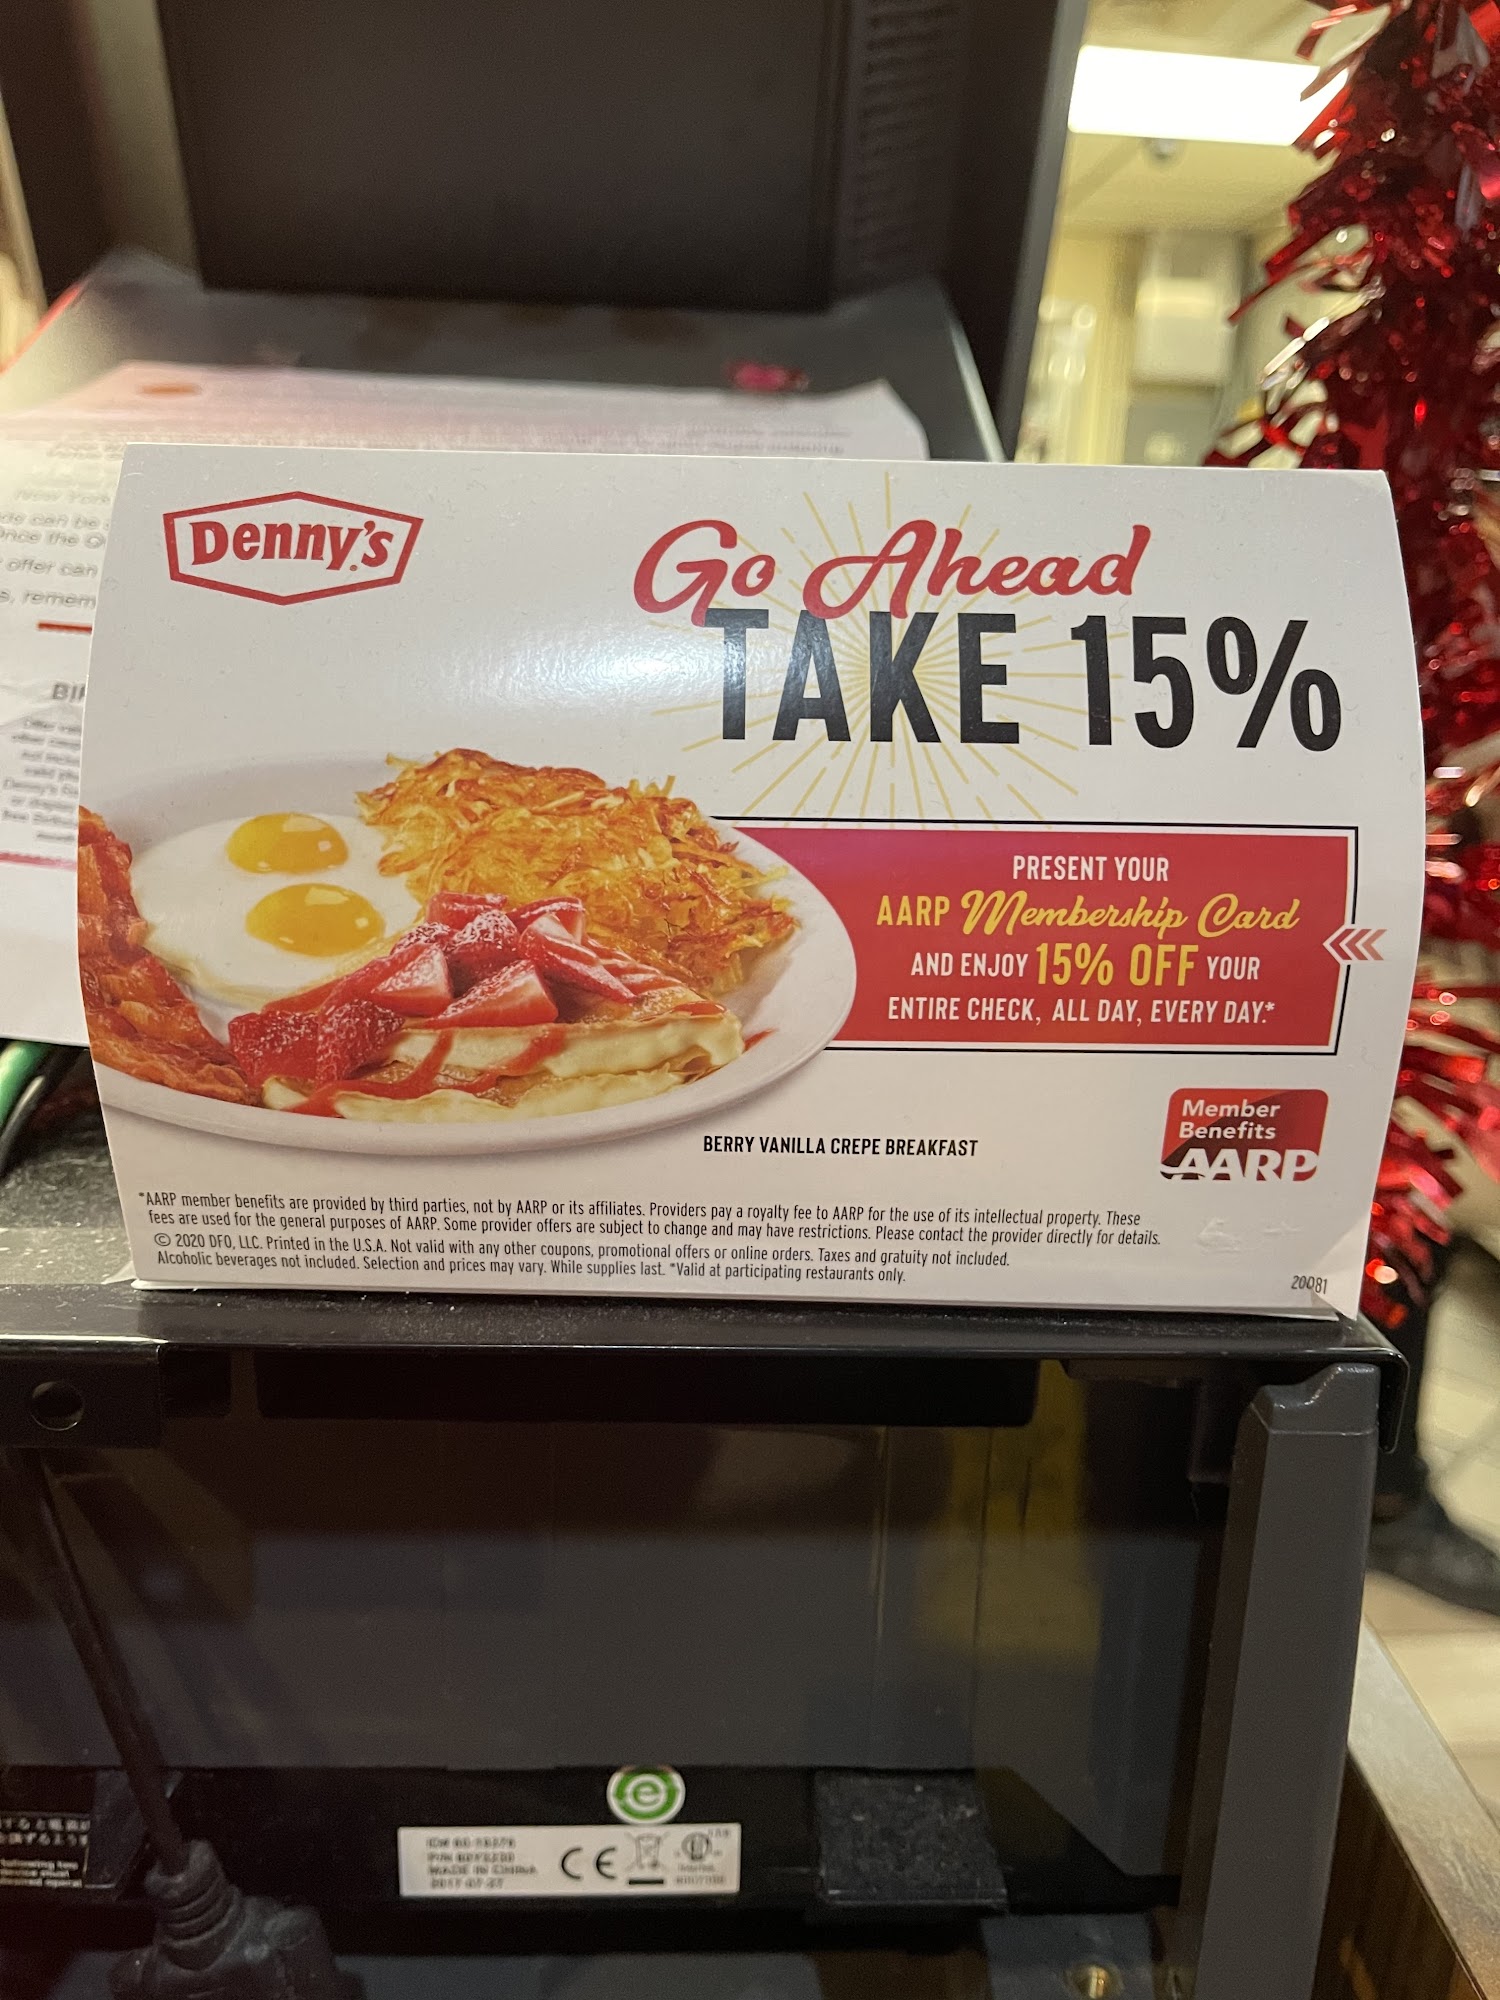 Denny's
Go Ahead
TAKE 15%
PRESENT YOUR
AARP Membership Card
AND ENJOY 15% OFF YOUR
ENTIRE CHECK, ALL DAY, EVERY DAY.*
BERRY VANILLA CREPE BREAKFAST
Member
Benefits
AARP
*AARP member benefits are provided by third parties, not by AARP or its affiliates. Providers pay a royalty fee to AARP for the use of its intellectual property. These
fees are used for the general purposes of AARP. Some provider offers are subject to change and may have restrictions. Please contact the provider directly for details.
© 2020 DFO, LLC. Printed in the U.S.A. Not valid with any other coupons, promotional offers or online orders. Taxes and gratuity not included.
Alcoholic beverages not included. Selection and prices may vary. While supplies last. *Valid at participating restaurants only.
20081
offer can
e
MADE IN CHINA
CE